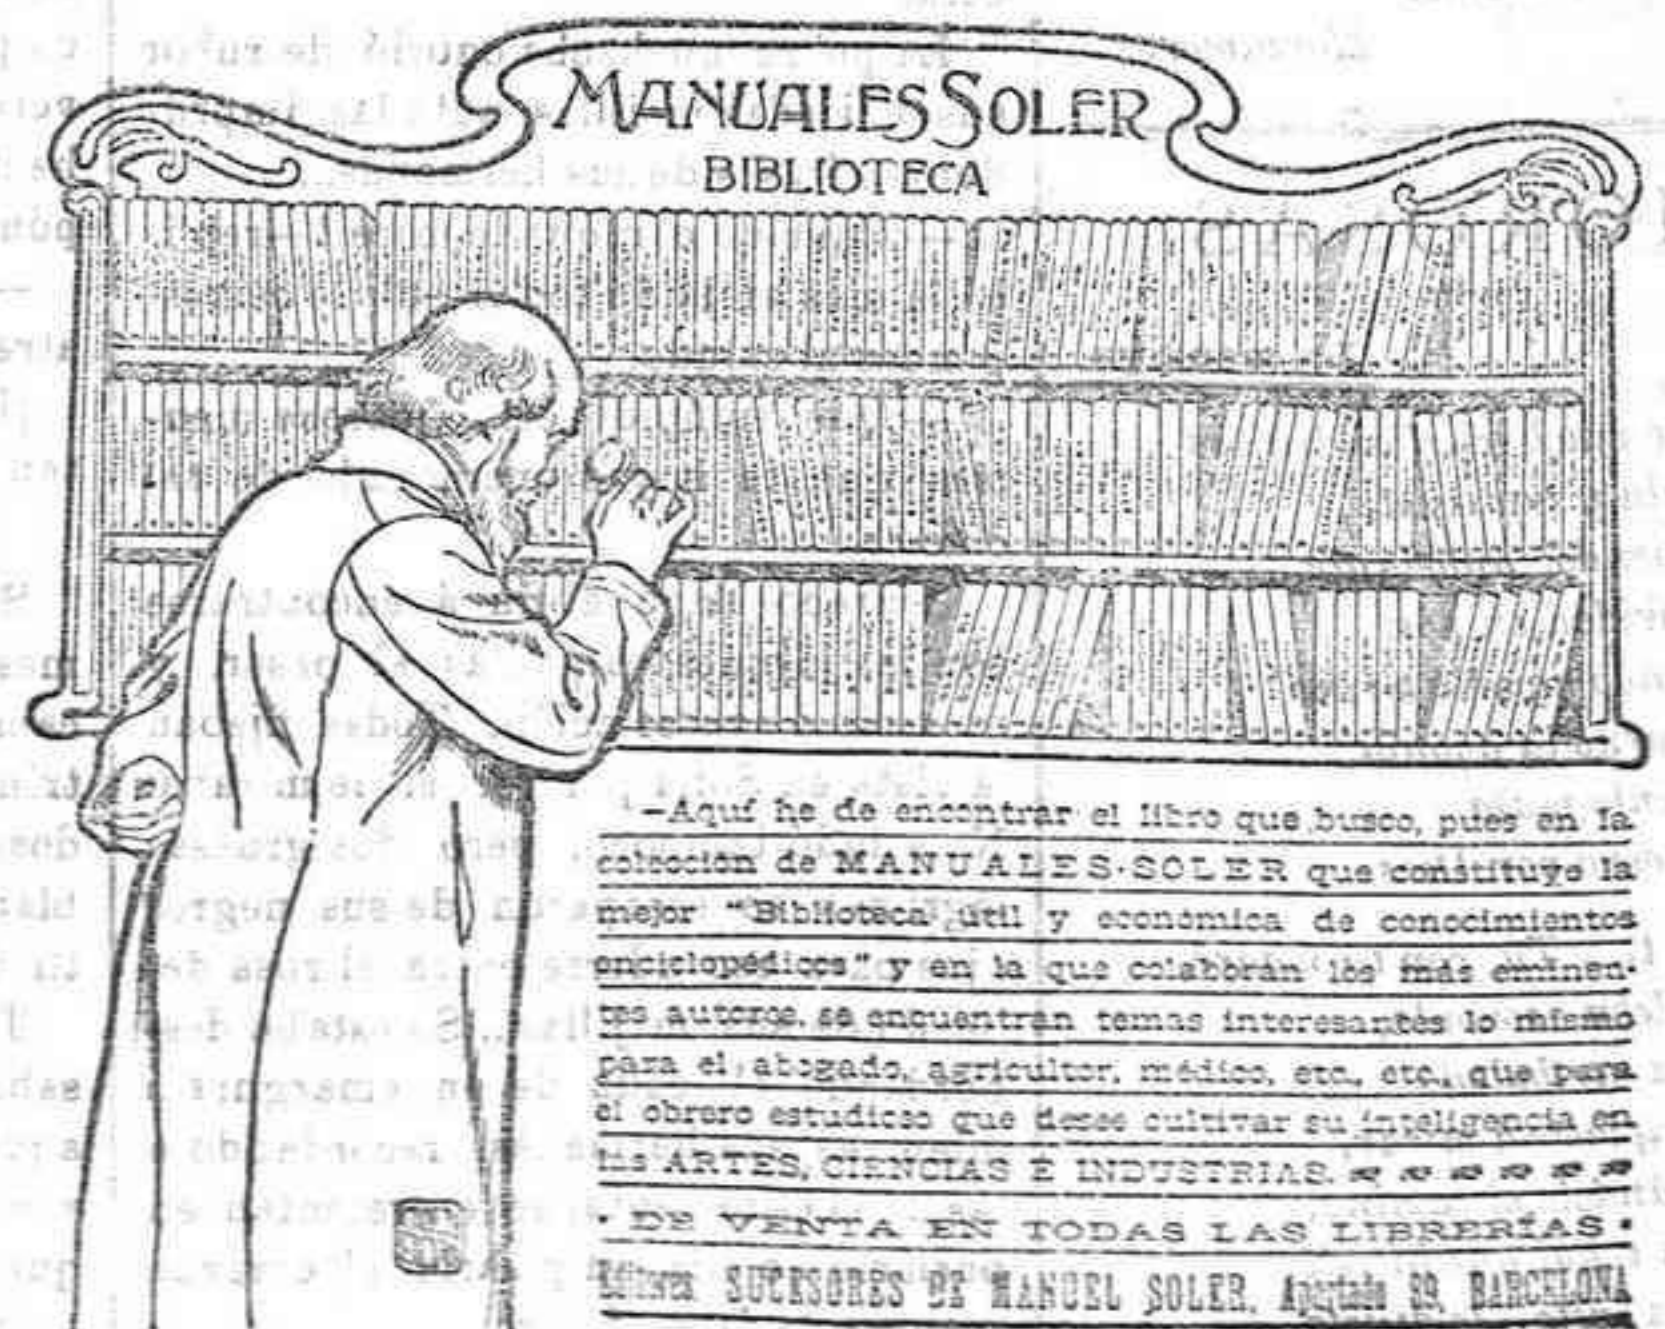 MANUALES SOLER
BIBLIOTECA
—Aquí he de encontrar el libro que busco, pues en la
colección de MANUALES-SOLER que constituye la
mejor "Biblioteca útil y económica de conocimientos
enciclopédicos" y en la que colaboran los más eminen-
tes autores, se encuentran temas interesantes lo mismo
para el abogado, agricultor, médico, etc., etc., que para
el obrero estudioso que desee cultivar su inteligencia en
las ARTES, CIENCIAS É INDUSTRIAS.
· DE VENTA EN TODAS LAS LIBRERÍAS ·
SUCESORES DE MANUEL SOLER, Apartado 89, BARCELONA